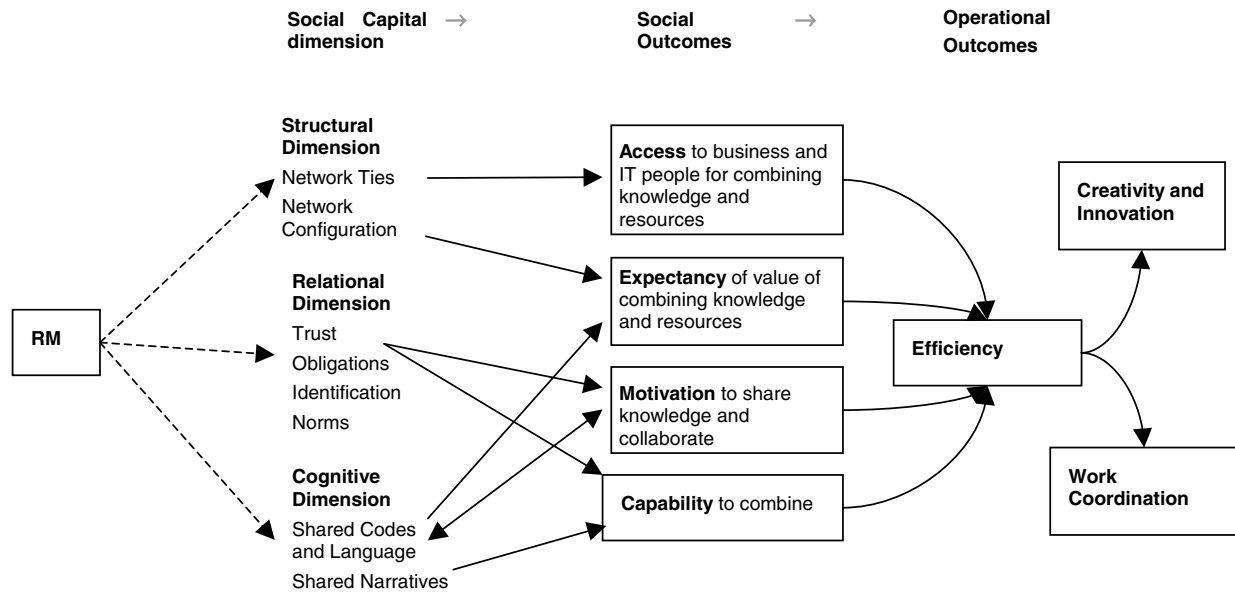 Social Capital →
dimension
Social →
Outcomes
Operational
Outcomes
RM
Structural
Dimension
Network Ties
Network
Configuration
Relational
Dimension
Trust
Obligations
Identification
Norms
Cognitive
Dimension
Shared Codes
and Language
Shared Narratives
Access to business and
IT people for combining
knowledge and
resources
Expectancy of value of
combining knowledge
and resources
Motivation to share
knowledge and
collaborate
Capability to combine
Efficiency
Creativity and
Innovation
Work
Coordination